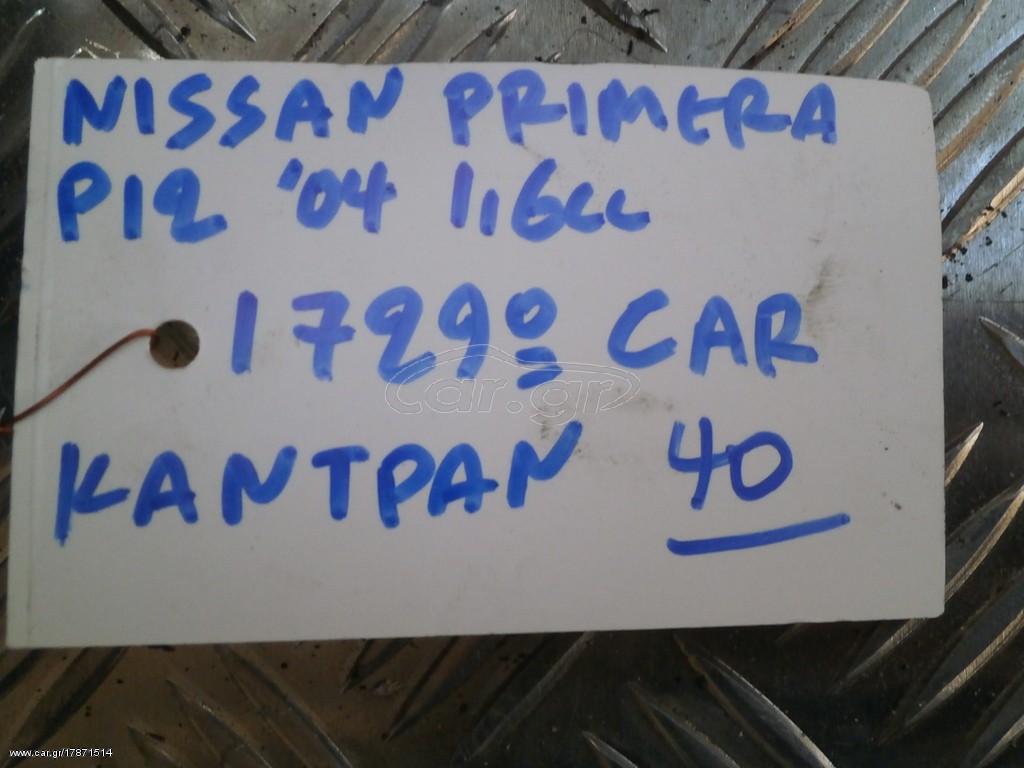 NISSAN PRIMERA
P12 '04 1,6cc
1729º CAR
ΚΑΝΤΡΑΝ 40
car.gr
www.car.gr/17871514